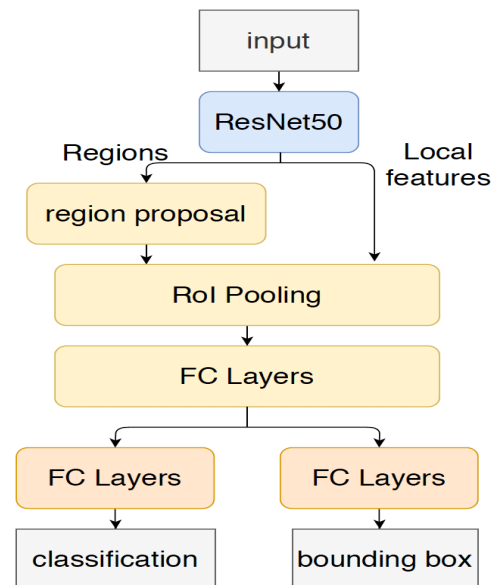 input
ResNet50
Regions
Local
features
region proposal
RoI Pooling
FC Layers
FC Layers
FC Layers
classification
bounding box